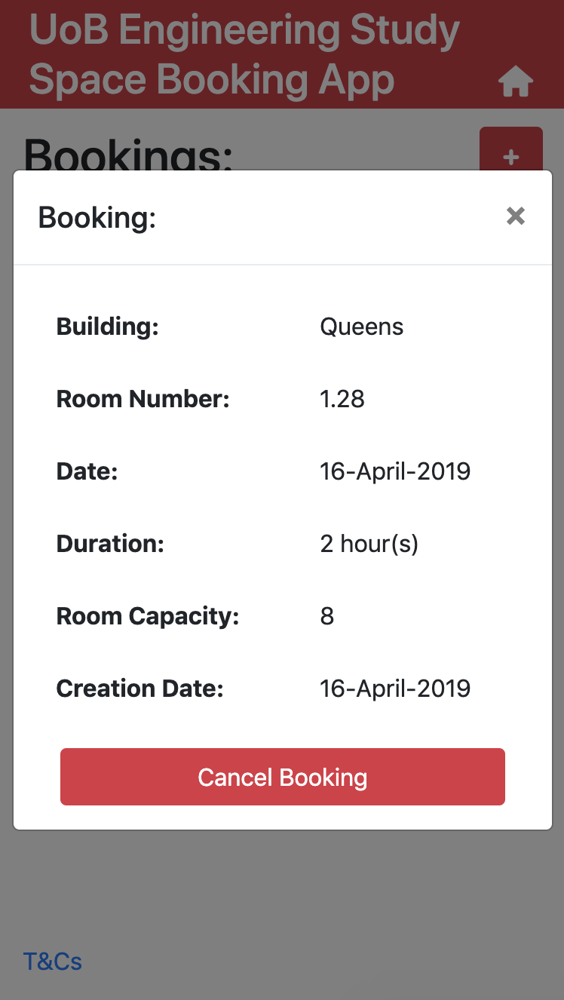 UoB Engineering Study
Space Booking App
Bookings:
+
Booking:
×
Building: Queens
Room Number: 1.28
Date: 16-April-2019
Duration: 2 hour(s)
Room Capacity: 8
Creation Date: 16-April-2019
Cancel Booking
T&Cs